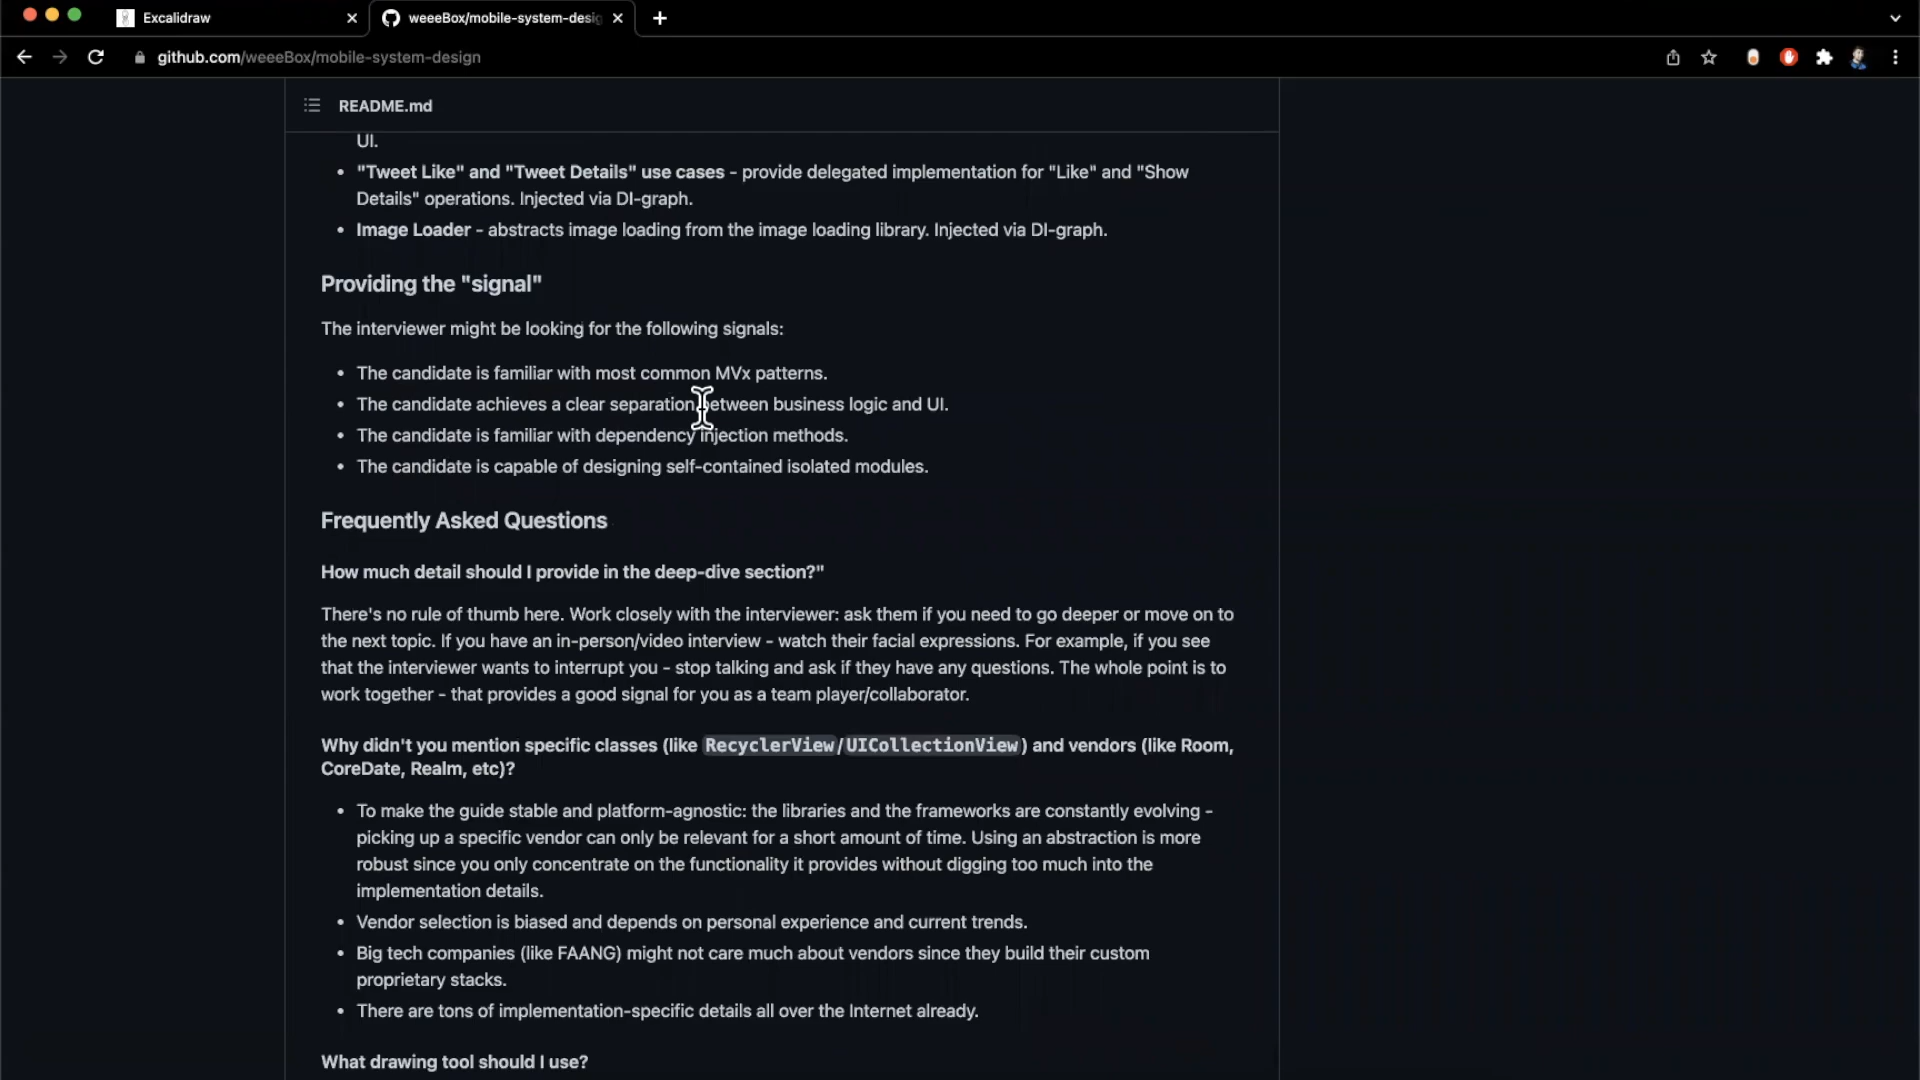 Excalidraw
weeeBox/mobile-system-desig
github.com/weeeBox/mobile-system-design
README.md
UI.
• "Tweet Like" and "Tweet Details" use cases - provide delegated implementation for "Like" and "Show
Details" operations. Injected via DI-graph.
• Image Loader - abstracts image loading from the image loading library. Injected via DI-graph.
Providing the "signal"
The interviewer might be looking for the following signals:
• The candidate is familiar with most common MVx patterns.
• The candidate achieves a clear separation between business logic and UI.
• The candidate is familiar with dependency injection methods.
• The candidate is capable of designing self-contained isolated modules.
Frequently Asked Questions
How much detail should I provide in the deep-dive section?"
There's no rule of thumb here. Work closely with the interviewer: ask them if you need to go deeper or move on to
the next topic. If you have an in-person/video interview - watch their facial expressions. For example, if you see
that the interviewer wants to interrupt you - stop talking and ask if they have any questions. The whole point is to
work together - that provides a good signal for you as a team player/collaborator.
Why didn't you mention specific classes (like RecyclerView/UICollectionView) and vendors (like Room,
CoreDate, Realm, etc)?
• To make the guide stable and platform-agnostic: the libraries and the frameworks are constantly evolving -
picking up a specific vendor can only be relevant for a short amount of time. Using an abstraction is more
robust since you only concentrate on the functionality it provides without digging too much into the
implementation details.
• Vendor selection is biased and depends on personal experience and current trends.
• Big tech companies (like FAANG) might not care much about vendors since they build their custom
proprietary stacks.
• There are tons of implementation-specific details all over the Internet already.
What drawing tool should I use?